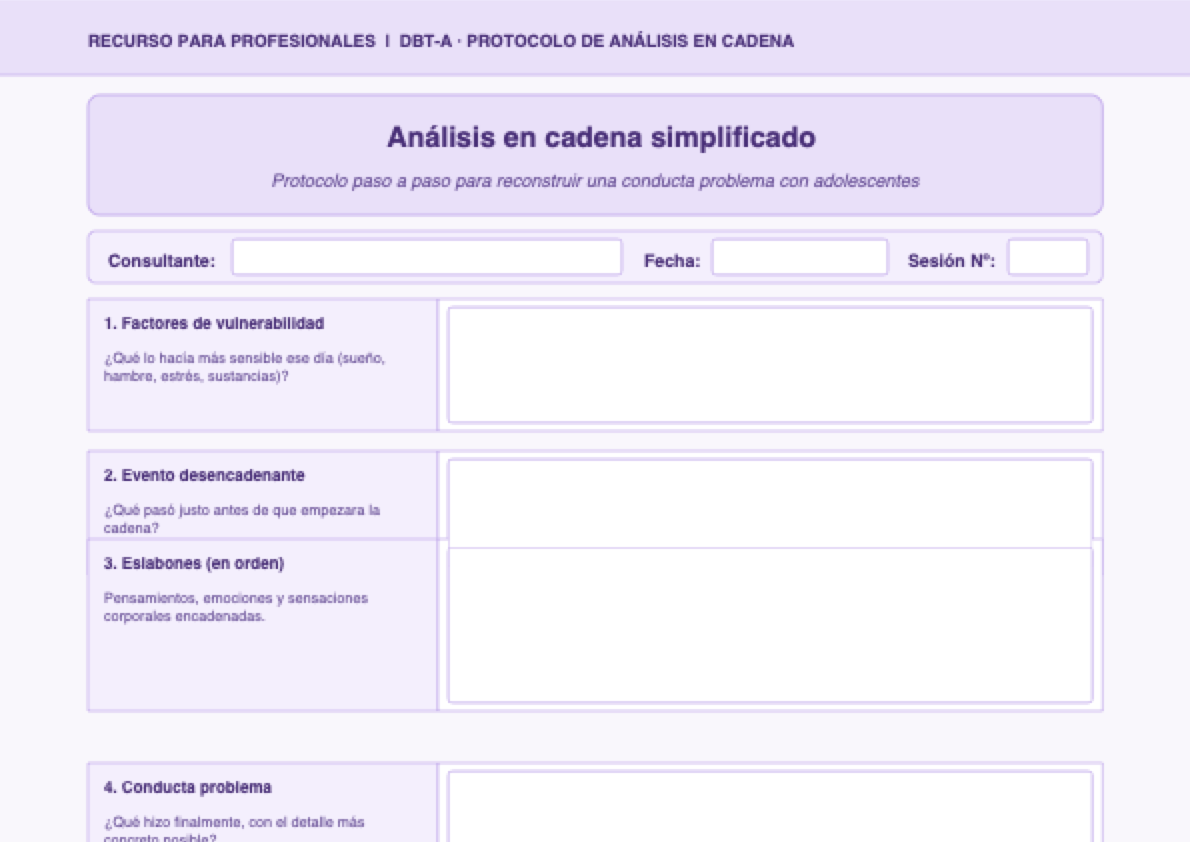 RECURSO PARA PROFESIONALES | DBT-A · PROTOCOLO DE ANÁLISIS EN CADENA
Análisis en cadena simplificado
Protocolo paso a paso para reconstruir una conducta problema con adolescentes
Consultante: Fecha: Sesión Nº:
1. Factores de vulnerabilidad
¿Qué lo hacía más sensible ese día (sueño,
hambre, estrés, sustancias)?
2. Evento desencadenante
¿Qué pasó justo antes de que empezara la
cadena?
3. Eslabones (en orden)
Pensamientos, emociones y sensaciones
corporales encadenadas.
4. Conducta problema
¿Qué hizo finalmente, con el detalle más
concreto posible?